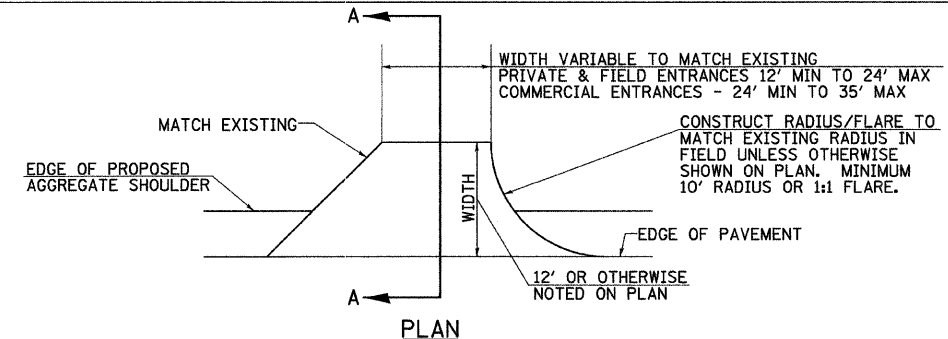 A
WIDTH VARIABLE TO MATCH EXISTING
PRIVATE & FIELD ENTRANCES 12' MIN TO 24' MAX
COMMERCIAL ENTRANCES - 24' MIN TO 35' MAX
MATCH EXISTING
CONSTRUCT RADIUS/FLARE TO
MATCH EXISTING RADIUS IN
FIELD UNLESS OTHERWISE
SHOWN ON PLAN. MINIMUM
10' RADIUS OR 1:1 FLARE.
EDGE OF PROPOSED
AGGREGATE SHOULDER
WIDTH
EDGE OF PAVEMENT
12' OR OTHERWISE
NOTED ON PLAN
A
PLAN